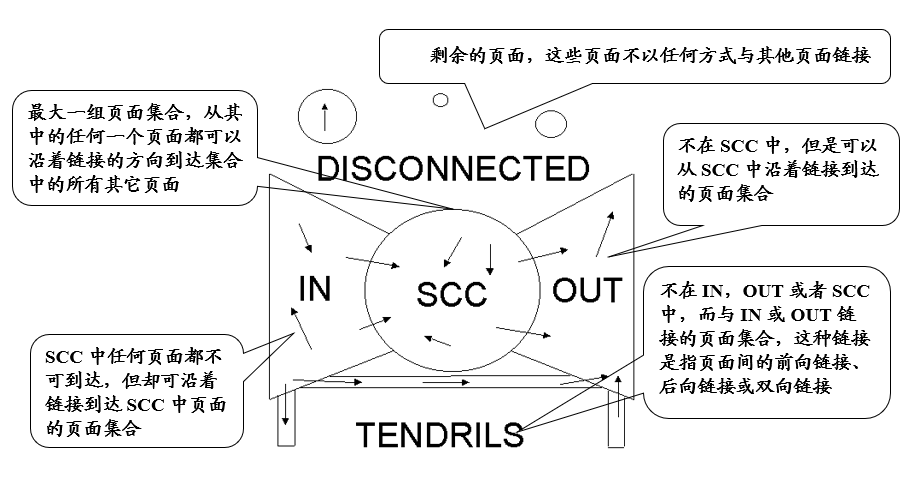 剩余的页面，这些页面不以任何方式与其他页面链接
最大一组页面集合，从其
中的任何一个页面都可以
沿着链接的方向到达集合
中的所有其它页面
DISCONNECTED
不在 SCC 中，但是可以
从 SCC 中沿着链接到达
的页面集合
IN
SCC
OUT
不在 IN，OUT 或者 SCC
中，而与 IN 或 OUT 链
接的页面集合，这种链接
是指页面间的前向链接、
后向链接或双向链接
SCC 中任何页面都不
可到达，但却可沿着
链接到达 SCC 中页面
的页面集合
TENDRILS